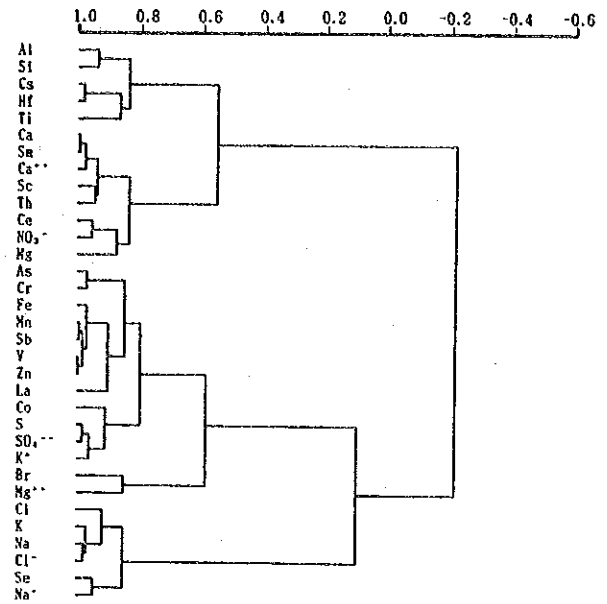 1.0 0.8 0.6 0.4 0.2 0.0 -0.2 -0.4 -0.6
Al
Si
Cs
Hf
Ti
Ca
Sm
Ca++
Sc
Th
Ce
NO₃-
Mg
As
Cr
Fe
Mn
Sb
V
Zn
La
Co
S
SO₄--
K+
Br
Mg++
Cl
K
Na
Cl-
Se
Na+